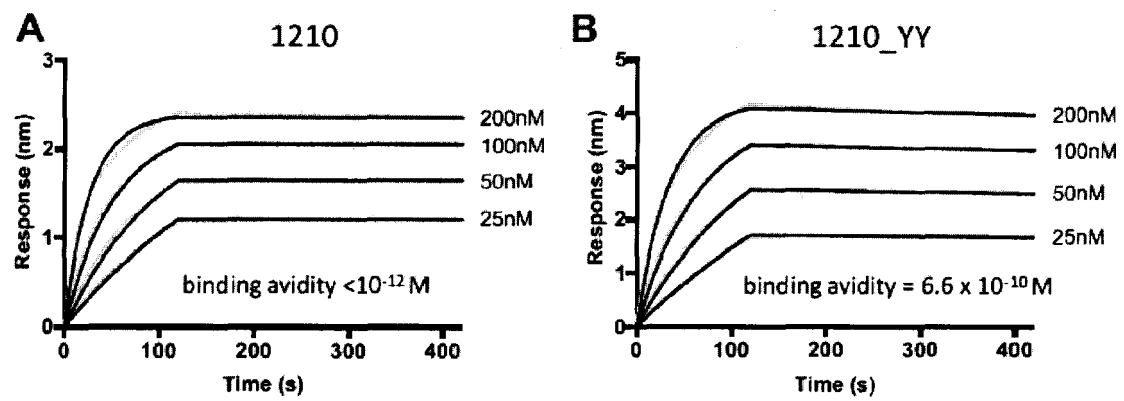 A
1210
3
2
1
0
Response (nm)
200nM
100nM
50nM
25nM
binding avidity <10⁻¹² M
0 100 200 300 400
Time (s)
B
1210_YY
5
4
3
2
1
0
Response (nm)
200nM
100nM
50nM
25nM
binding avidity = 6.6 x 10⁻¹⁰ M
0 100 200 300 400
Time (s)